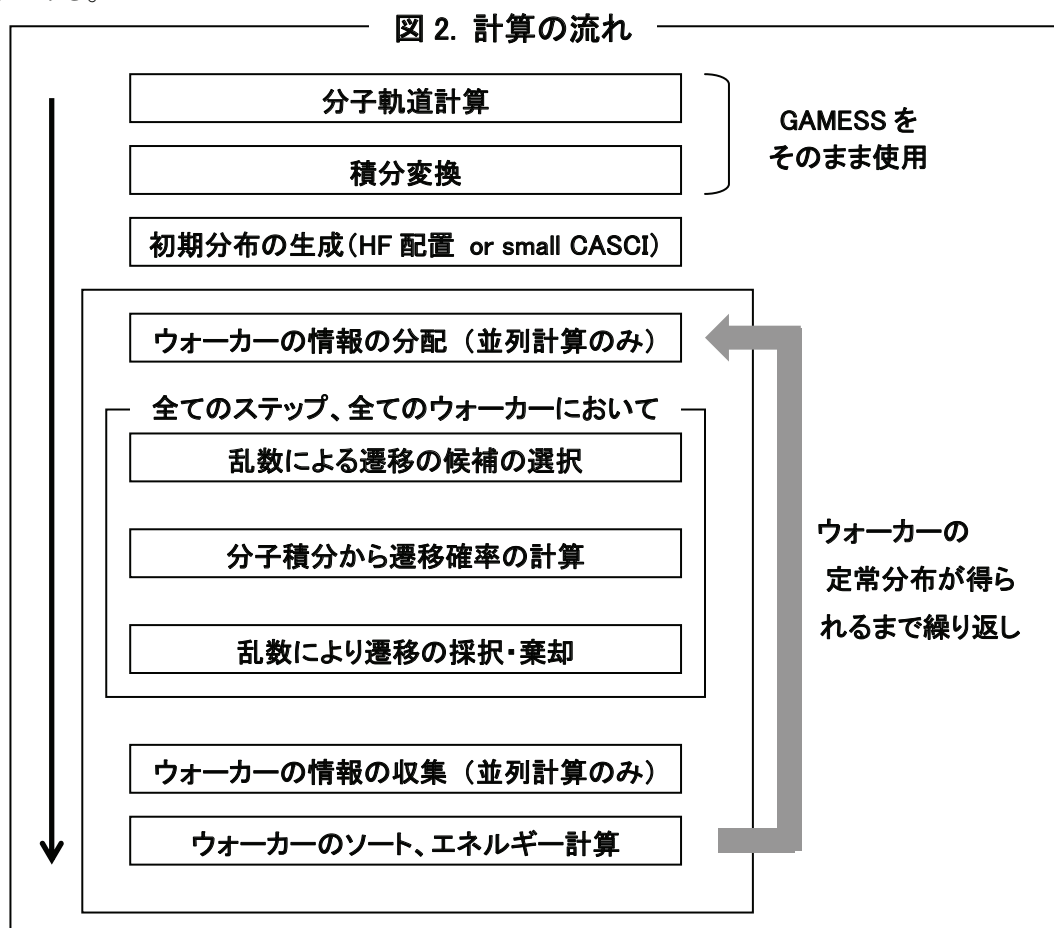 図 2. 計算の流れ
分子軌道計算
積分変換
GAMESS を
そのまま使用
初期分布の生成(HF 配置 or small CASCI)
ウォーカーの情報の分配 (並列計算のみ)
全てのステップ、全てのウォーカーにおいて
乱数による遷移の候補の選択
分子積分から遷移確率の計算
乱数により遷移の採択・棄却
ウォーカーの
定常分布が得ら
れるまで繰り返し
ウォーカーの情報の収集 (並列計算のみ)
ウォーカーのソート、エネルギー計算